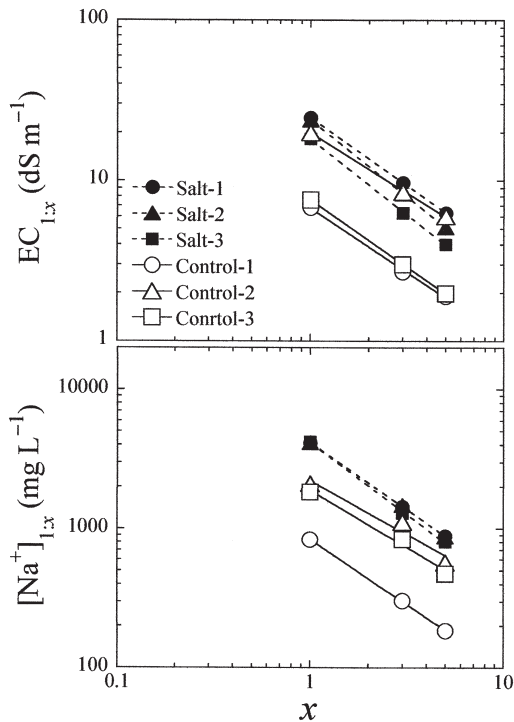 100
10
1
EC1:x (dS m−1)
Salt-1
Salt-2
Salt-3
Control-1
Control-2
Conrtol-3
10000
1000
100
[Na+]1:x (mg L−1)
0.1 1 10
x